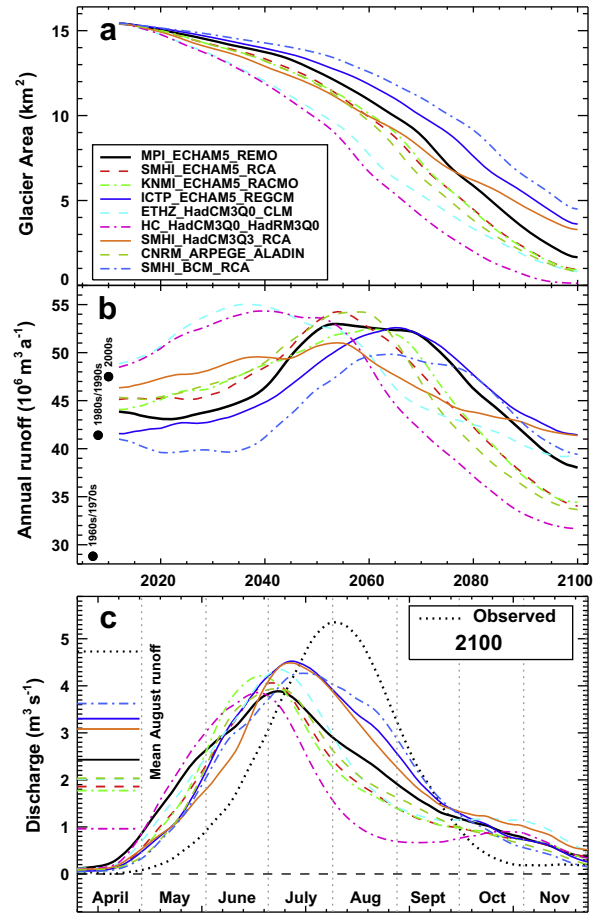 a
Glacier Area (km2)
15
10
5
0
MPI_ECHAM5_REMO
SMHI_ECHAM5_RCA
KNMI_ECHAM5_RACMO
ICTP_ECHAM5_REGCM
ETHZ_HadCM3Q0_CLM
HC_HadCM3Q0_HadRM3Q0
SMHI_HadCM3Q3_RCA
CNRM_ARPEGE_ALADIN
SMHI_BCM_RCA
b
Annual runoff (10⁶ m³ a⁻¹)
55
50
45
40
35
30
2000s
1980s/1990s
1960s/1970s
2020
2040
2060
2080
2100
c
Observed
2100
Mean August runoff
Discharge (m³ s⁻¹)
5
4
3
2
1
0
April
May
June
July
Aug
Sept
Oct
Nov